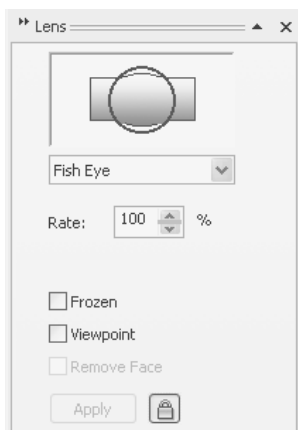 Lens
Fish Eye
Rate: 100 %
Frozen
Viewpoint
Remove Face
Apply